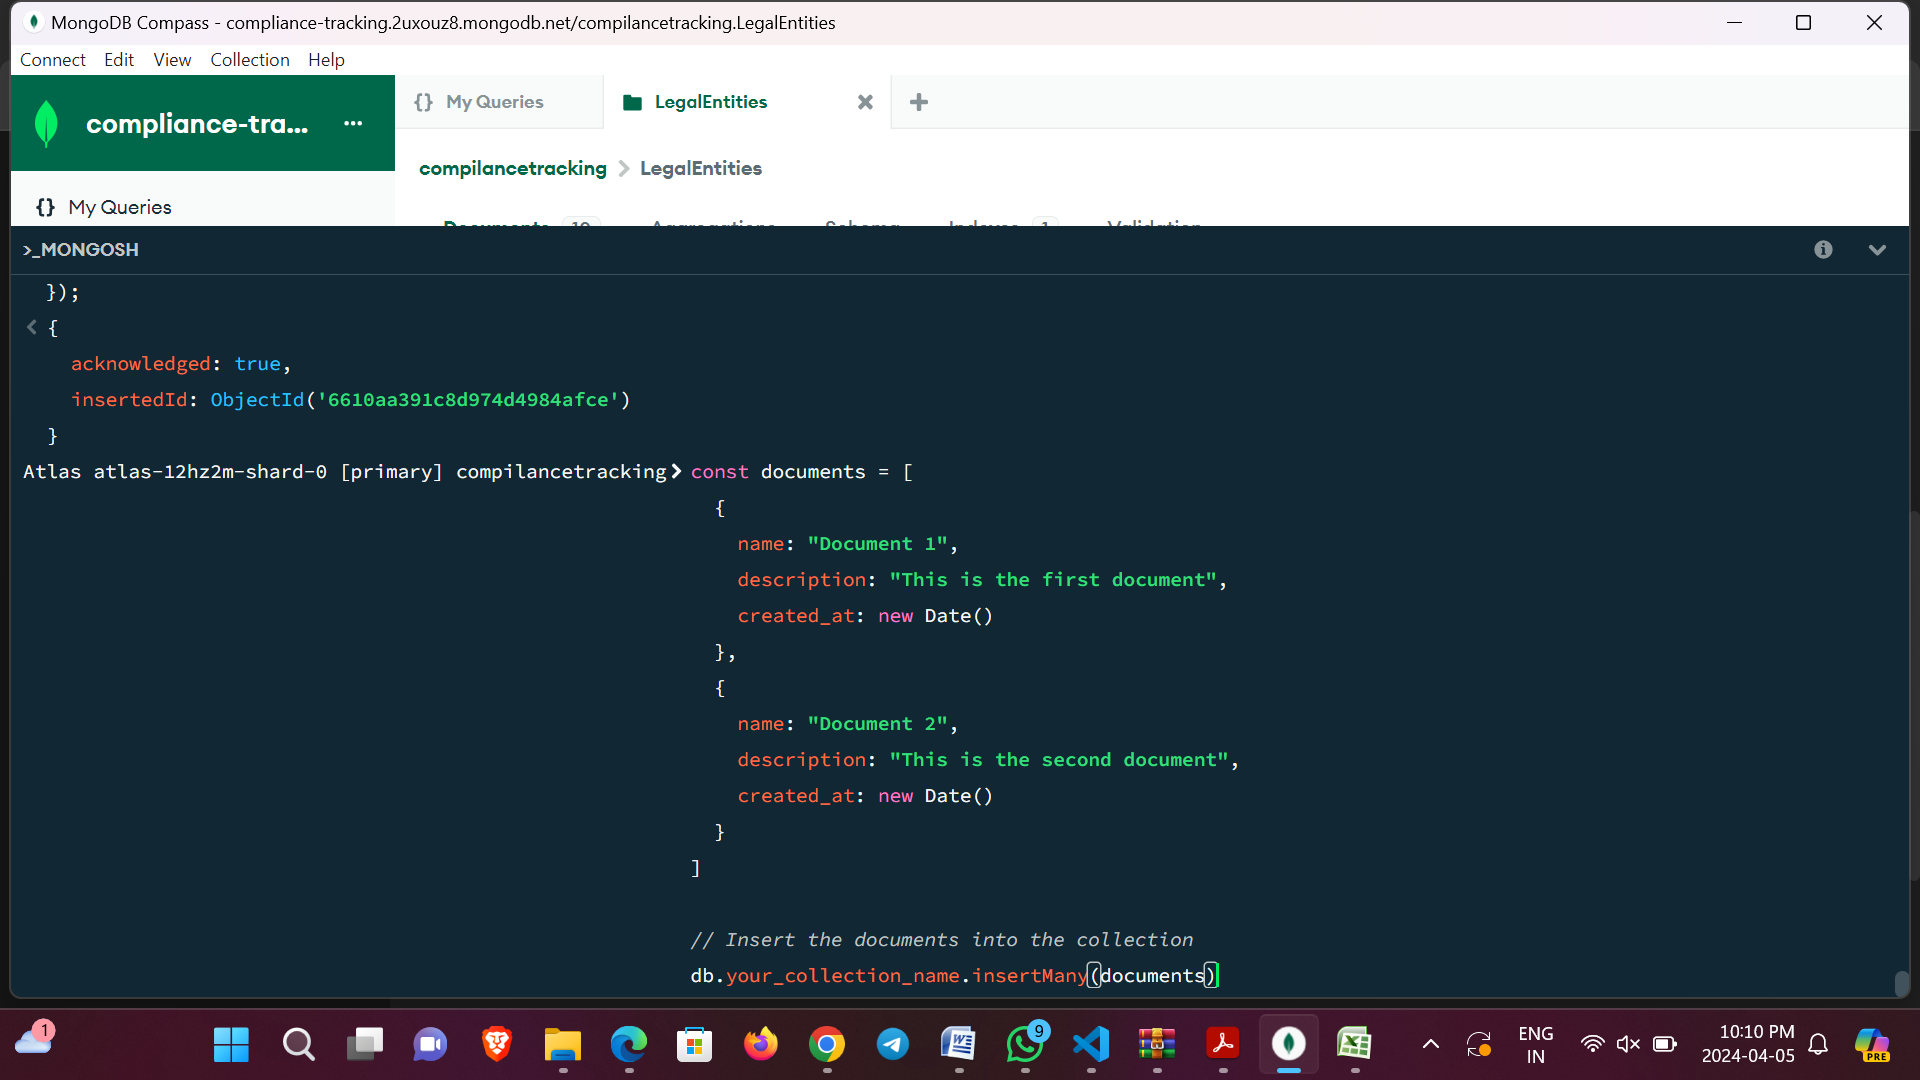 MongoDB Compass - compliance-tracking.2uxouz8.mongodb.net/compilancetracking.LegalEntities
Connect Edit View Collection Help
compliance-tra... ...
{} My Queries
LegalEntities
compilancetracking > LegalEntities
{} My Queries
Documents 10 Aggregations Schema Indexes 1 Validation
>_MONGOSH
});
< {
acknowledged: true,
insertedId: ObjectId('6610aa391c8d974d4984afce')
}
Atlas atlas-12hz2m-shard-0 [primary] compilancetracking> const documents = [
{
name: "Document 1",
description: "This is the first document",
created_at: new Date()
},
{
name: "Document 2",
description: "This is the second document",
created_at: new Date()
}
]
// Insert the documents into the collection
db.your_collection_name.insertMany(documents)
1
9
ENG
IN
10:10 PM
2024-04-05
PRE